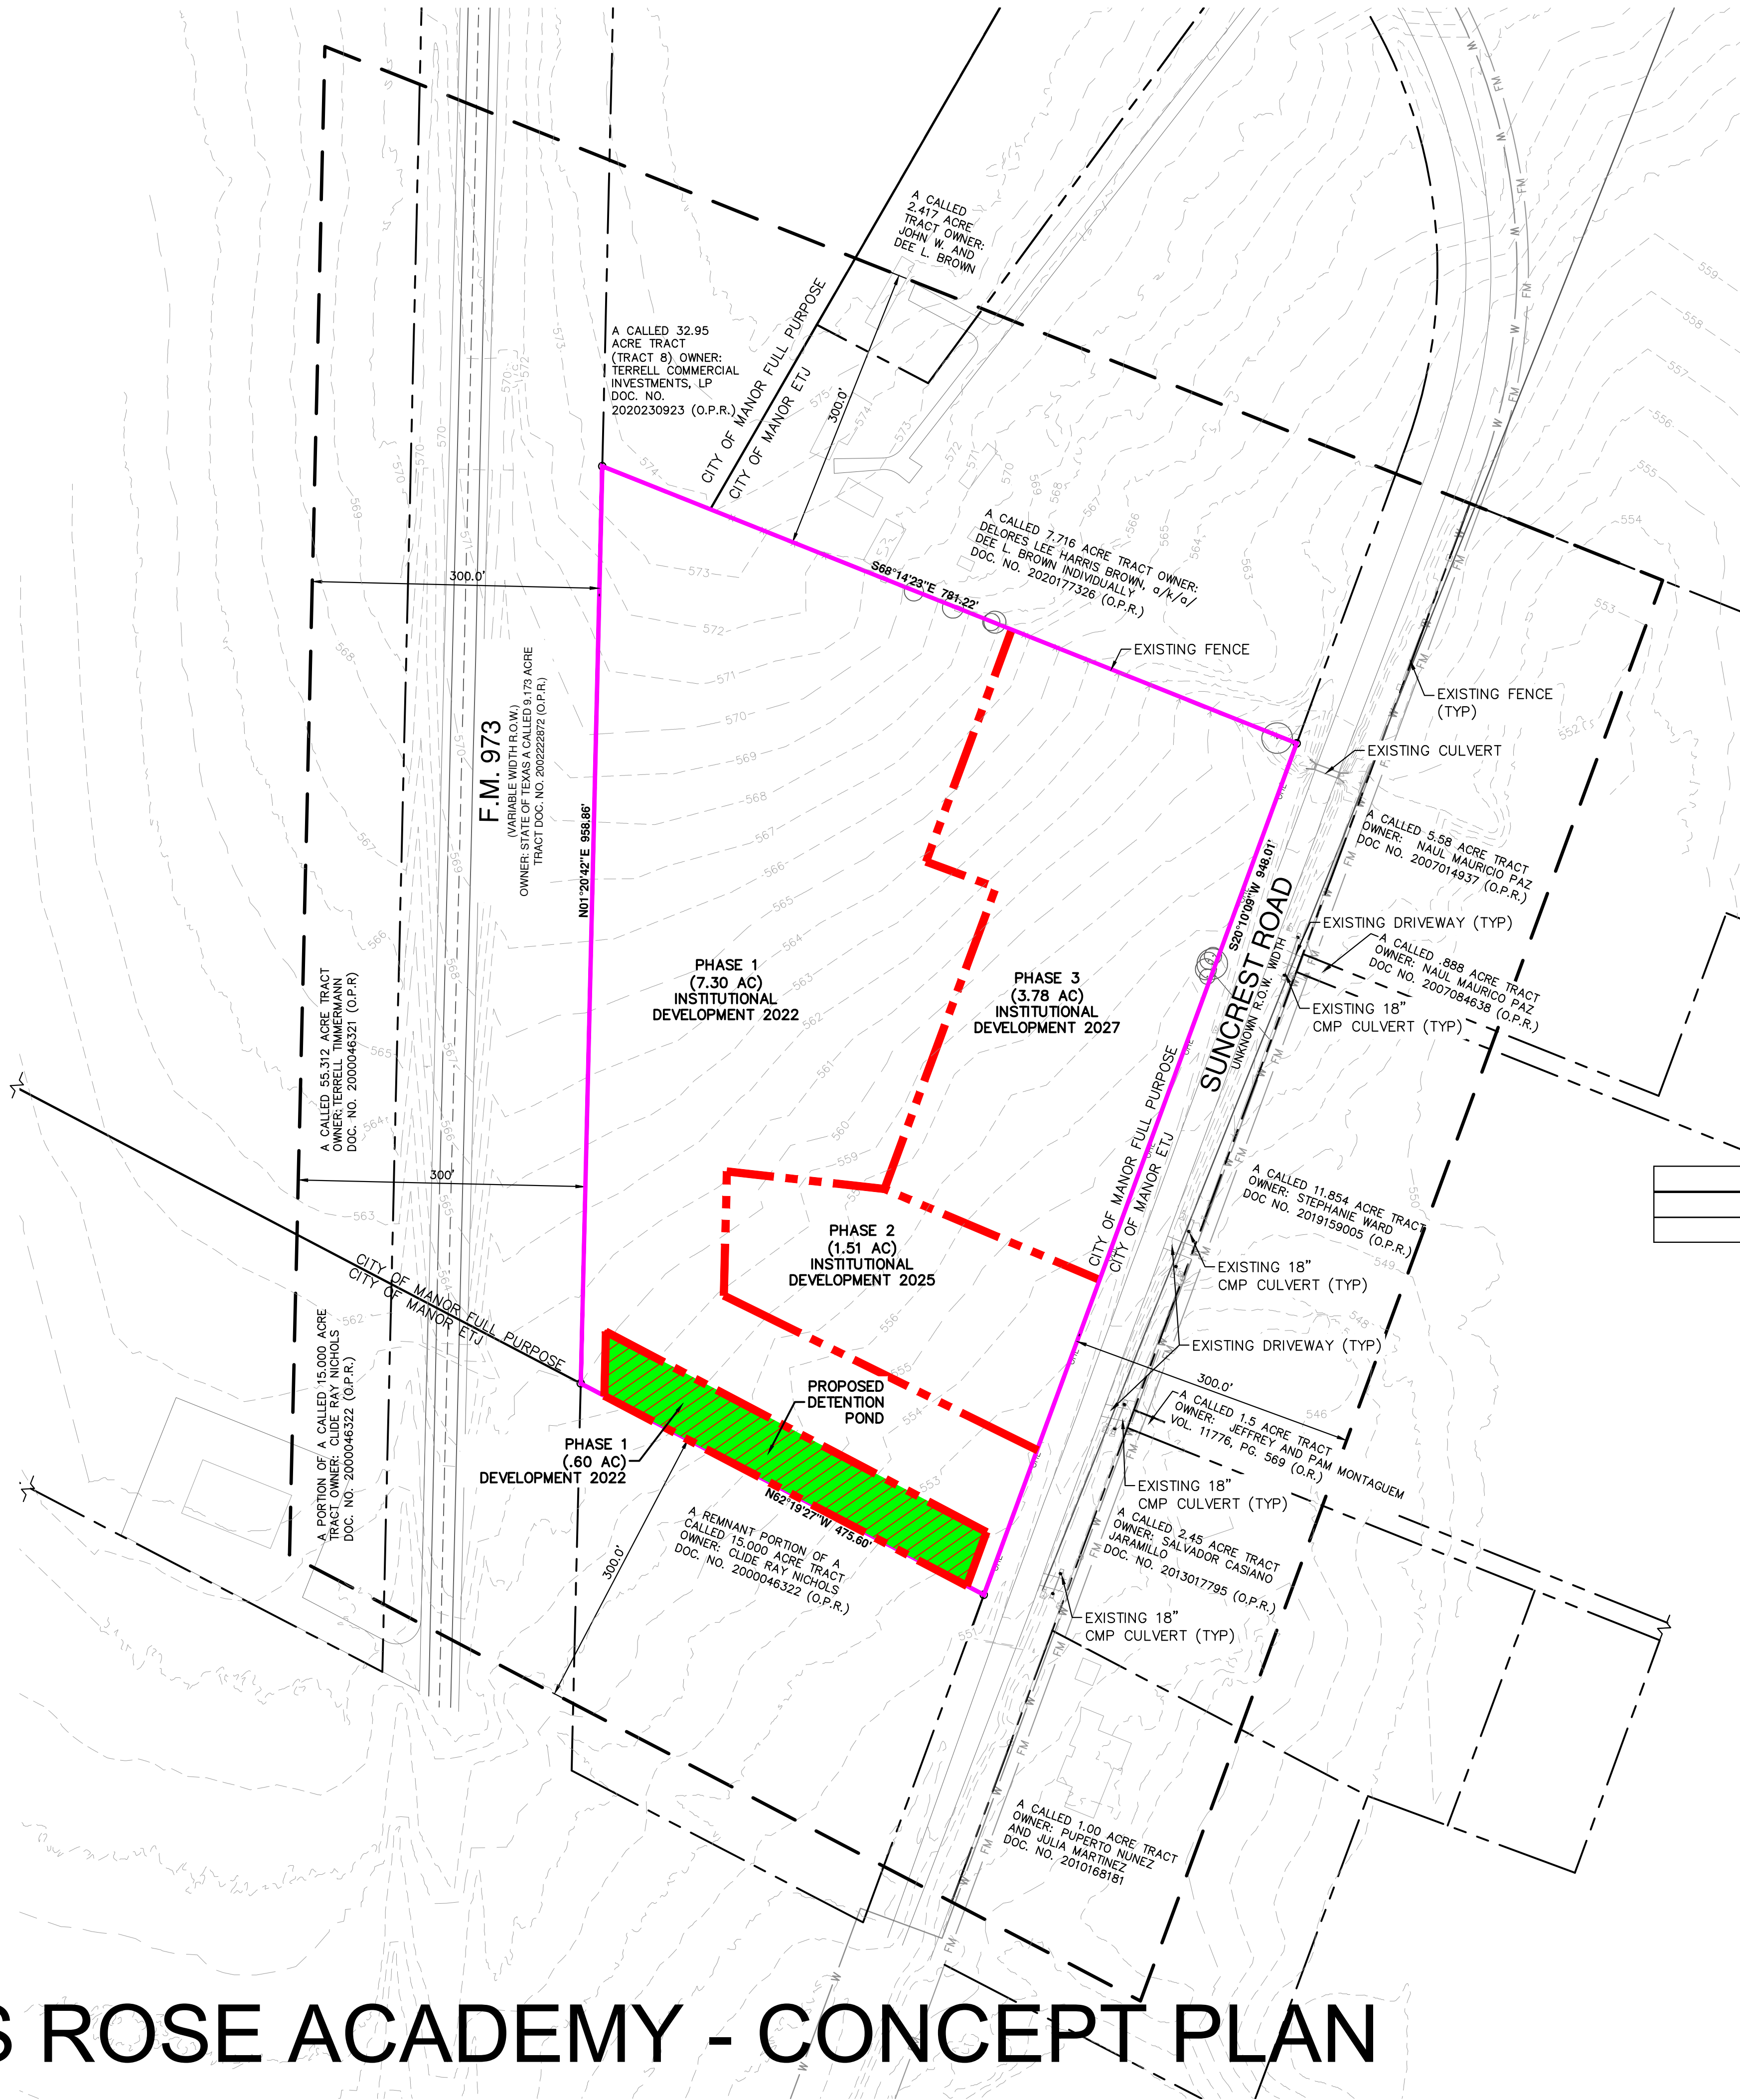 A CALLED
2.417 ACRE
TRACT OWNER:
JOHN W. AND
DEE L. BROWN
A CALLED 32.95
ACRE TRACT
(TRACT 8) OWNER:
TERRELL COMMERCIAL
INVESTMENTS, LP
DOC. NO.
2020230923 (O.P.R.)
CITY OF MANOR FULL PURPOSE
CITY OF MANOR ETJ
300.0'
A CALLED 7.716 ACRE TRACT OWNER:
DELORES LEE HARRIS BROWN, a/k/a/
DEE L. BROWN INDIVIDUALLY
DOC. NO. 2020177326 (O.P.R.)
S68°14'23"E 781.22'
300.0'
EXISTING FENCE
EXISTING FENCE
(TYP)
EXISTING CULVERT
F.M. 973
(VARIABLE WIDTH R.O.W.)
OWNER: STATE OF TEXAS A CALLED 9.173 ACRE
TRACT DOC. NO. 2002222872 (O.P.R.)
N01°20'42"E 958.86'
A CALLED 5.58 ACRE TRACT
OWNER: NAUL MAURICIO PAZ
DOC NO. 2007014937 (O.P.R.)
S20°10'09"W 948.01'
SUNCREST ROAD
UNKNOWN R.O.W. WIDTH
EXISTING DRIVEWAY (TYP)
A CALLED .898 ACRE TRACT
OWNER: NAUL MAURICO PAZ
DOC NO. 2007084638 (O.P.R.)
EXISTING 18"
CMP CULVERT (TYP)
PHASE 1
(7.30 AC)
INSTITUTIONAL
DEVELOPMENT 2022
PHASE 3
(3.78 AC)
INSTITUTIONAL
DEVELOPMENT 2027
A CALLED 55.312 ACRE TRACT
OWNER: TERRELL TIMMERMANN
DOC. NO. 2000046321 (O.P.R)
300'
CITY OF MANOR FULL PURPOSE
CITY OF MANOR ETJ
A CALLED 11.854 ACRE TRACT
OWNER: STEPHANIE WARD
DOC NO. 2019159005 (O.P.R.)
PHASE 2
(1.51 AC)
INSTITUTIONAL
DEVELOPMENT 2025
EXISTING 18"
CMP CULVERT (TYP)
CITY OF MANOR FULL PURPOSE
CITY OF MANOR ETJ
EXISTING DRIVEWAY (TYP)
A PORTION OF A CALLED 15.000 ACRE
TRACT OWNER: CLIDE RAY NICHOLS
DOC. NO. 2000046322 (O.P.R.)
300.0'
PROPOSED
DETENTION
POND
A CALLED 1.5 ACRE TRACT
OWNER: JEFFREY AND PAM MONTAGUEM
VOL. 11776, PG. 569 (O.R.)
PHASE 1
(.60 AC)
DEVELOPMENT 2022
EXISTING 18"
CMP CULVERT (TYP)
N62°19'27"W 475.60'
A REMNANT PORTION OF A
CALLED 15.000 ACRE TRACT
OWNER: CLIDE RAY NICHOLS
DOC. NO. 2000046322 (O.P.R.)
300.0'
A CALLED 2.45 ACRE TRACT
OWNER: SALVADOR CASIANO
JARAMILLO
DOC. NO. 2013017795 (O.P.R.)
EXISTING 18"
CMP CULVERT (TYP)
A CALLED 1.00 ACRE TRACT
OWNER: PUPERTO NUNEZ
AND JULIA MARTINEZ
DOC. NO. 2010168181
S ROSE ACADEMY - CONCEPT PLAN